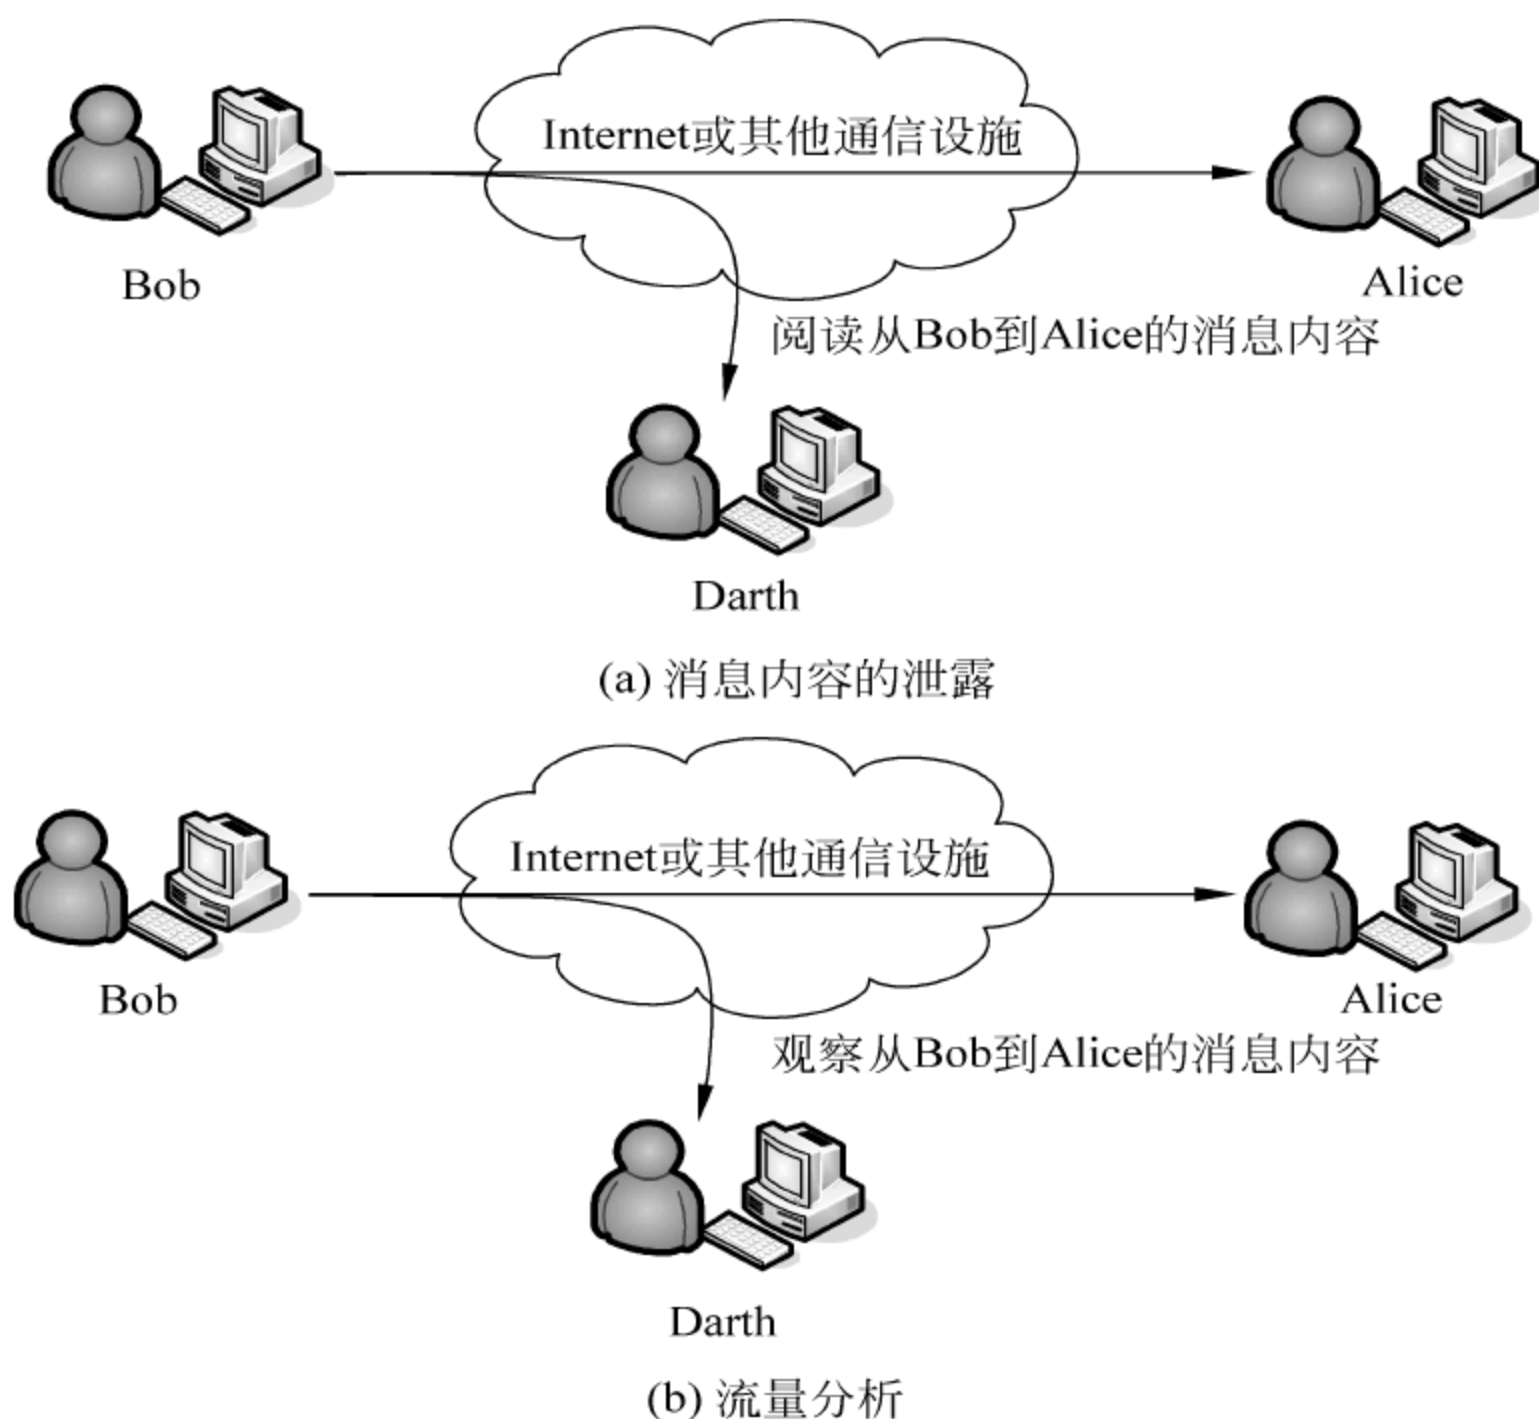 Internet或其他通信设施
Bob
Alice
阅读从Bob到Alice的消息内容
Darth
(a) 消息内容的泄露
Internet或其他通信设施
Bob
Alice
观察从Bob到Alice的消息内容
Darth
(b) 流量分析